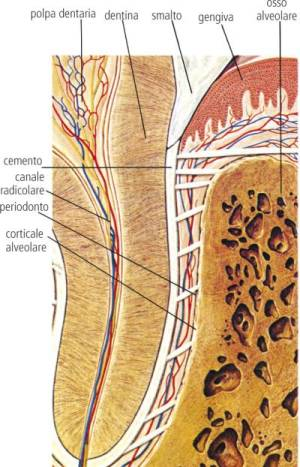 polpa dentaria
dentina
smalto
gengiva
osso
alveolare
cemento
canale
radicolare
periodonto
corticale
alveolare